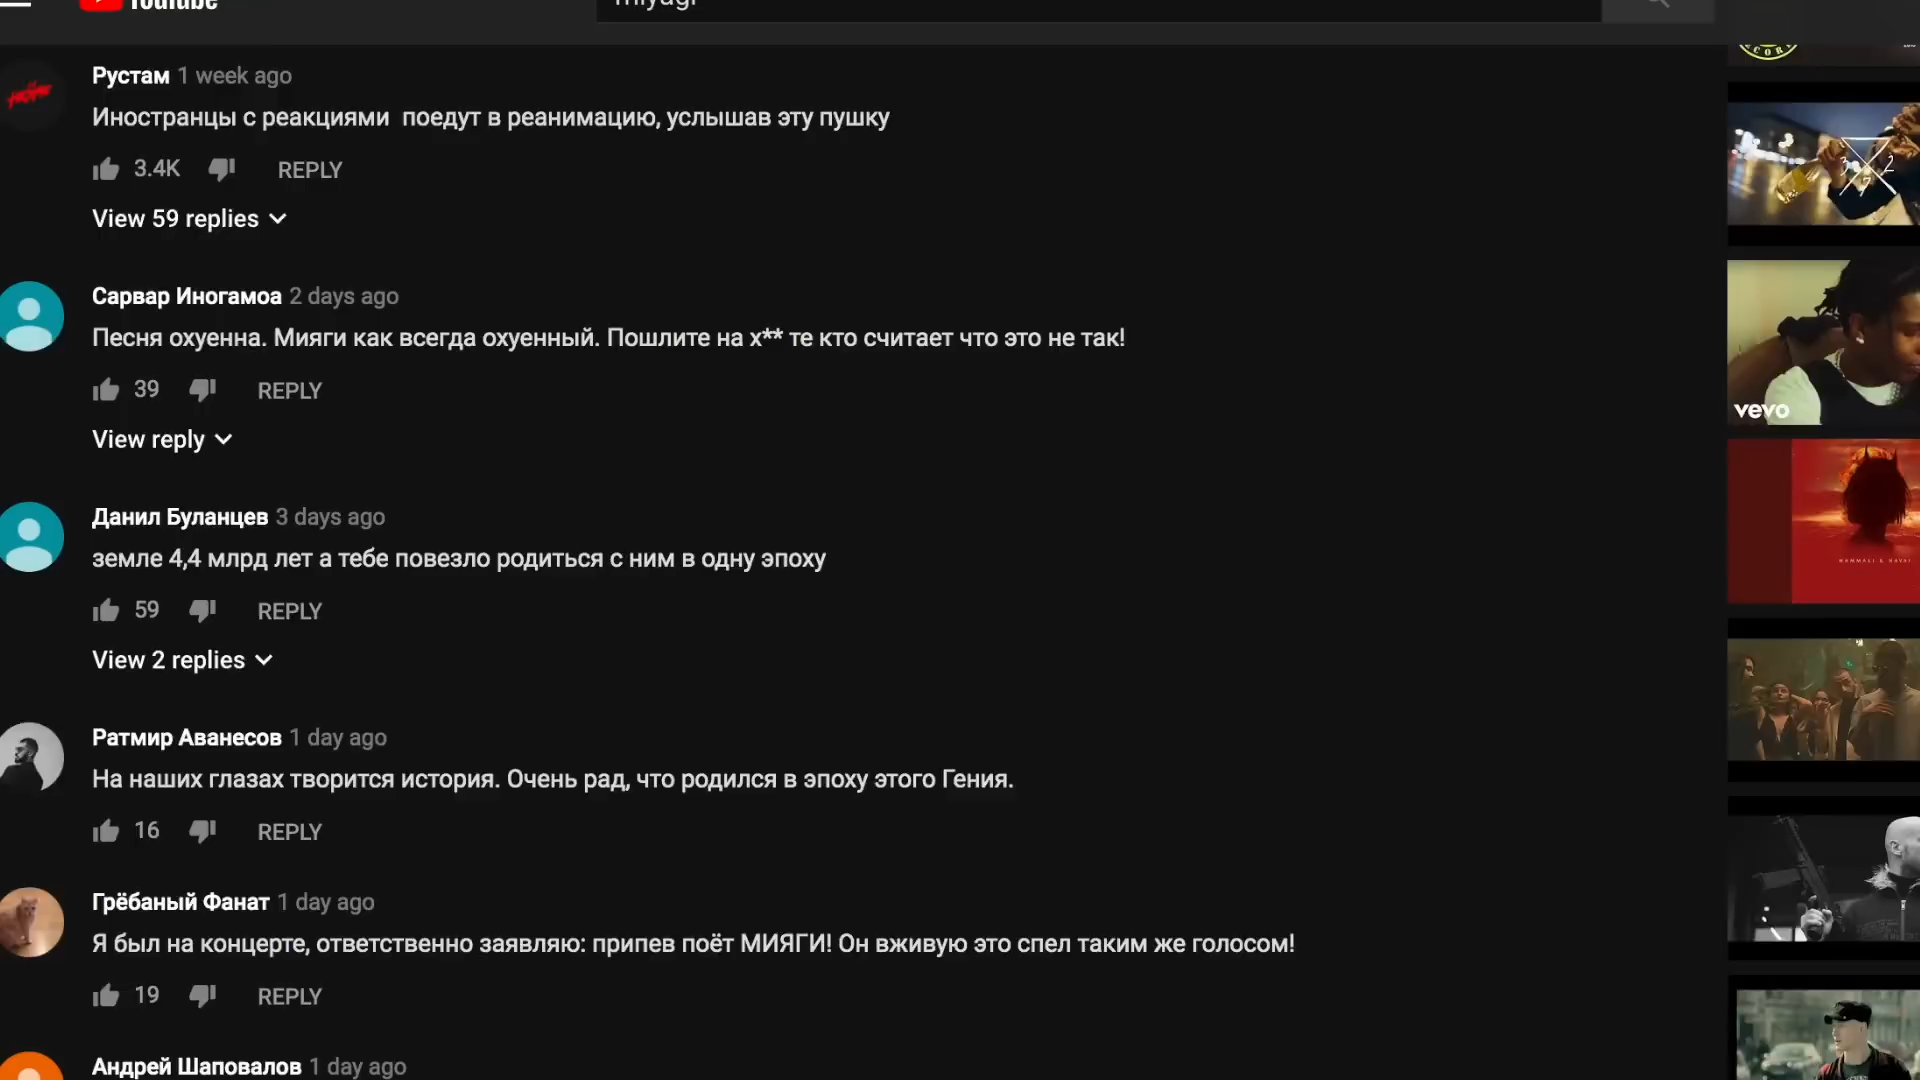 YouTube
miyagi
Рустам 1 week ago
Иностранцы с реакциями поедут в реанимацию, услышав эту пушку
3.4K REPLY
View 59 replies
Сарвар Иногамоа 2 days ago
Песня охуенна. Мияги как всегда охуенный. Пошлите на х** те кто считает что это не так!
39 REPLY
View reply
vevo
Данил Буланцев 3 days ago
земле 4,4 млрд лет а тебе повезло родиться с ним в одну эпоху
59 REPLY
View 2 replies
Ратмир Аванесов 1 day ago
На наших глазах творится история. Очень рад, что родился в эпоху этого Гения.
16 REPLY
Грёбаный Фанат 1 day ago
Я был на концерте, ответственно заявляю: припев поёт МИЯГИ! Он вживую это спел таким же голосом!
19 REPLY
Андрей Шаповалов 1 day ago